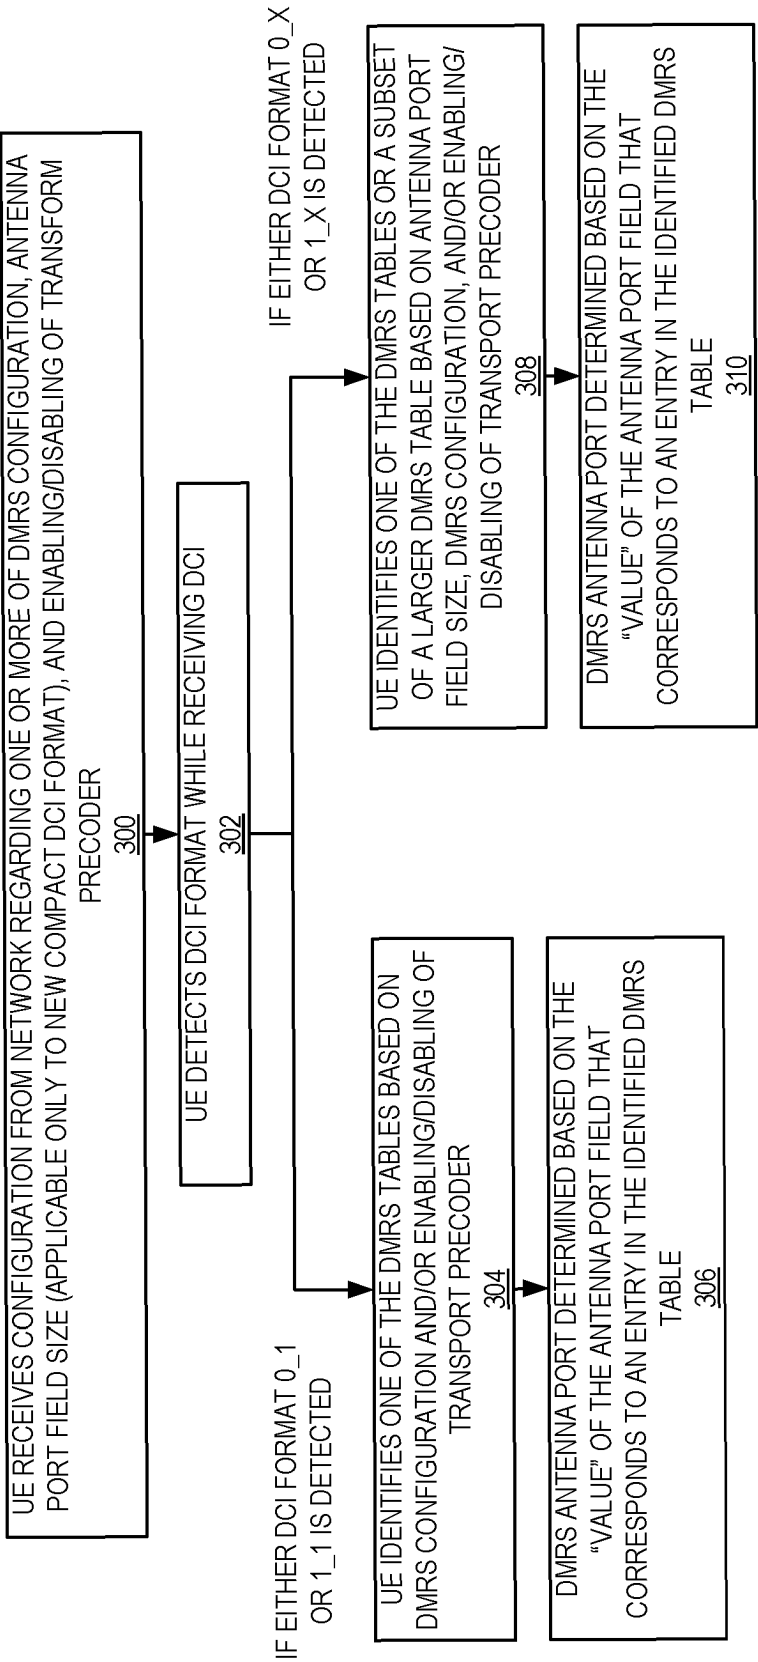 UE RECEIVES CONFIGURATION FROM NETWORK REGARDING ONE OR MORE OF DMRS CONFIGURATION, ANTENNA
PORT FIELD SIZE (APPLICABLE ONLY TO NEW COMPACT DCI FORMAT), AND ENABLING/DISABLING OF TRANSFORM
PRECODER
300
UE DETECTS DCI FORMAT WHILE RECEIVING DCI
302
IF EITHER DCI FORMAT 0_1
OR 1_1 IS DETECTED
UE IDENTIFIES ONE OF THE DMRS TABLES BASED ON
DMRS CONFIGURATION AND/OR ENABLING/DISABLING OF
TRANSPORT PRECODER
304
DMRS ANTENNA PORT DETERMINED BASED ON THE
“VALUE” OF THE ANTENNA PORT FIELD THAT
CORRESPONDS TO AN ENTRY IN THE IDENTIFIED DMRS
TABLE
306
IF EITHER DCI FORMAT 0_X
OR 1_X IS DETECTED
UE IDENTIFIES ONE OF THE DMRS TABLES OR A SUBSET
OF A LARGER DMRS TABLE BASED ON ANTENNA PORT
FIELD SIZE, DMRS CONFIGURATION, AND/OR ENABLING/
DISABLING OF TRANSPORT PRECODER
308
DMRS ANTENNA PORT DETERMINED BASED ON THE
“VALUE” OF THE ANTENNA PORT FIELD THAT
CORRESPONDS TO AN ENTRY IN THE IDENTIFIED DMRS
TABLE
310